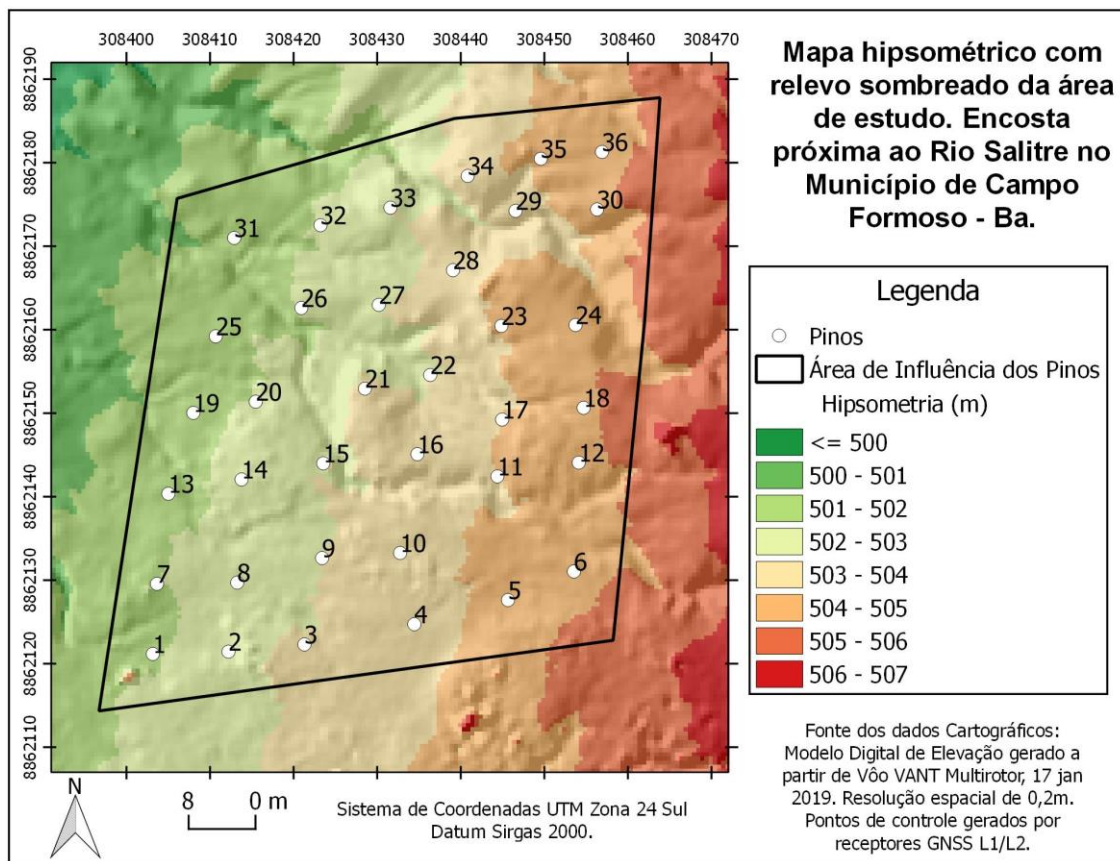 308400 308410 308420 308430 308440 308450 308460 308470
8862190
8862180
8862170
8862160
8862150
8862140
8862130
8862120
8862110
36
35
34
33
29
30
32
31
28
26
27
23
24
25
22
21
20
19
18
17
16
15
12
11
14
13
10
9
8
7
6
5
4
3
2
1
N
8 0 m
Sistema de Coordenadas UTM Zona 24 Sul
Datum Sirgas 2000.
Mapa hipsométrico com
relevo sombreado da área
de estudo. Encosta
próxima ao Rio Salitre no
Município de Campo
Formoso - Ba.
Legenda
Pinos
Área de Influência dos Pinos
Hipsometria (m)
<= 500
500 - 501
501 - 502
502 - 503
503 - 504
504 - 505
505 - 506
506 - 507
Fonte dos dados Cartográficos:
Modelo Digital de Elevação gerado a
partir de Vôo VANT Multirotor, 17 jan
2019. Resolução espacial de 0,2m.
Pontos de controle gerados por
receptores GNSS L1/L2.